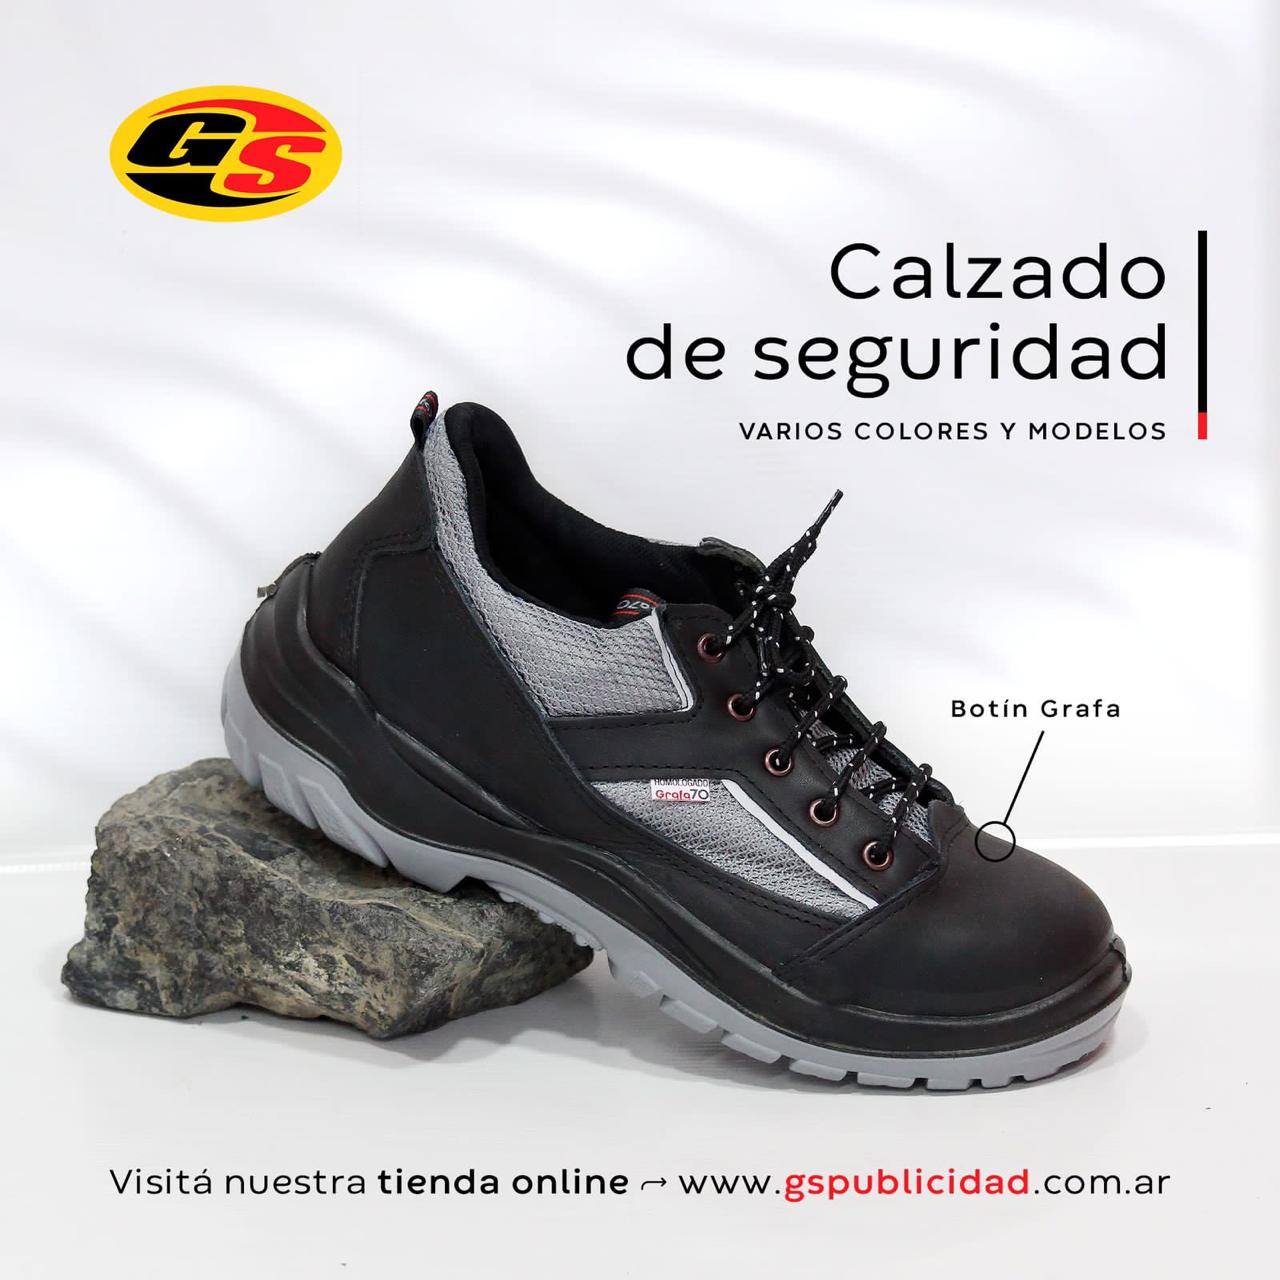 GS
Calzado
de seguridad
VARIOS COLORES Y MODELOS
Botín Grafa
HOMOLOGADO
Grafa70
Visitá nuestra tienda online → www.gspublicidad.com.ar